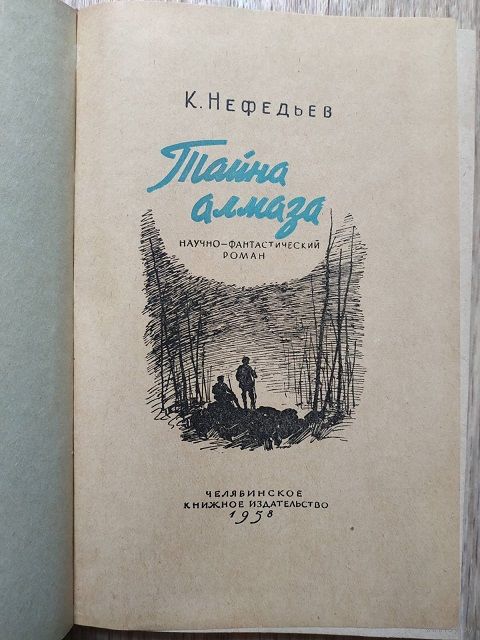 К. НЕФЕДЬЕВ
Тайна
алмаза
НАУЧНО-ФАНТАСТИЧЕСКИЙ
РОМАН
ЧЕЛЯБИНСКОЕ
КНИЖНОЕ ИЗДАТЕЛЬСТВО
1958